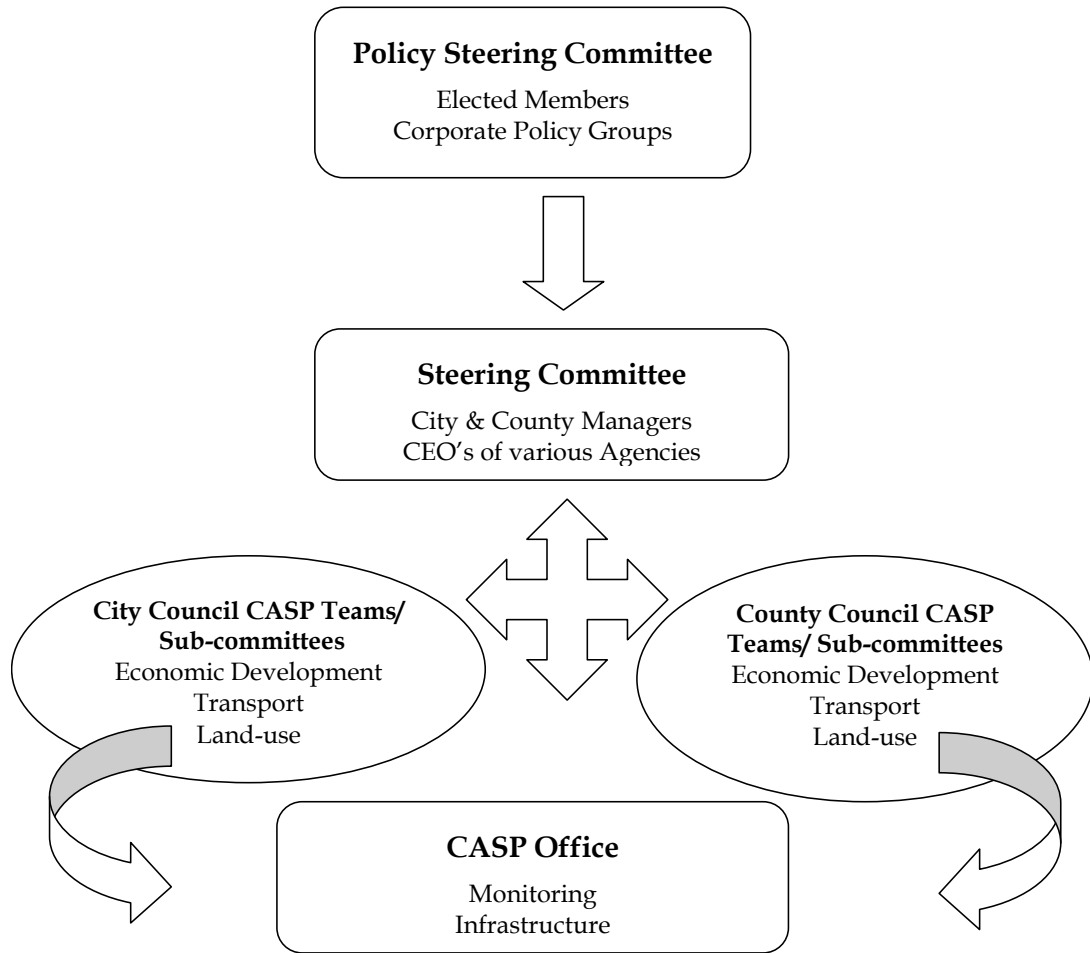 Policy Steering Committee
Elected Members
Corporate Policy Groups
Steering Committee
City & County Managers
CEO’s of various Agencies
City Council CASP Teams/
Sub-committees
Economic Development
Transport
Land-use
County Council CASP
Teams/ Sub-committees
Economic Development
Transport
Land-use
CASP Office
Monitoring
Infrastructure